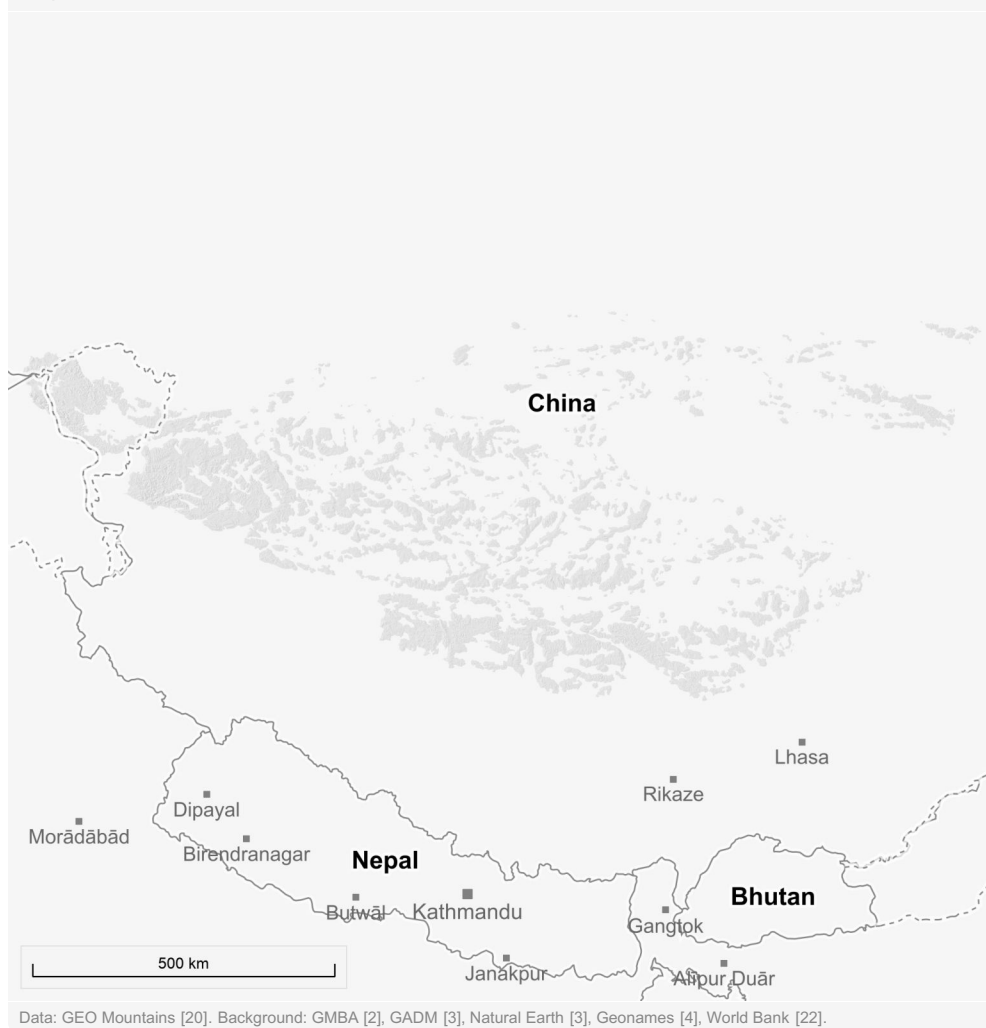 China
Lhasa
Rikaze
Dipayal
Morādābād
Birendranagar
Nepal
Bhutan
Butwāl
Kathmandu
Gangtok
500 km
Janakpur
Alipur Duār
Data: GEO Mountains [20]. Background: GMBA [2], GADM [3], Natural Earth [3], Geonames [4], World Bank [22].